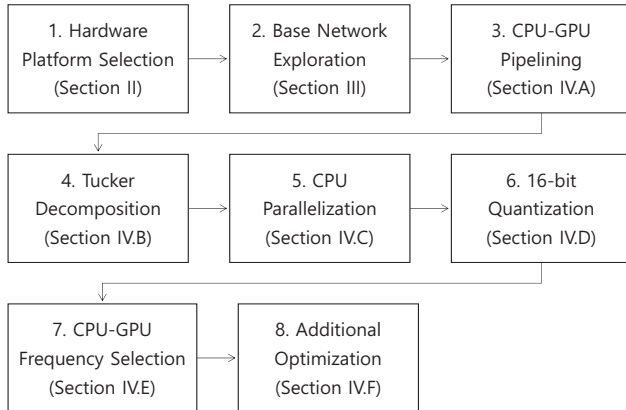 1. Hardware
Platform Selection
(Section II)
2. Base Network
Exploration
(Section III)
3. CPU-GPU
Pipelining
(Section IV.A)
4. Tucker
Decomposition
(Section IV.B)
5. CPU
Parallelization
(Section IV.C)
6. 16-bit
Quantization
(Section IV.D)
7. CPU-GPU
Frequency Selection
(Section IV.E)
8. Additional
Optimization
(Section IV.F)